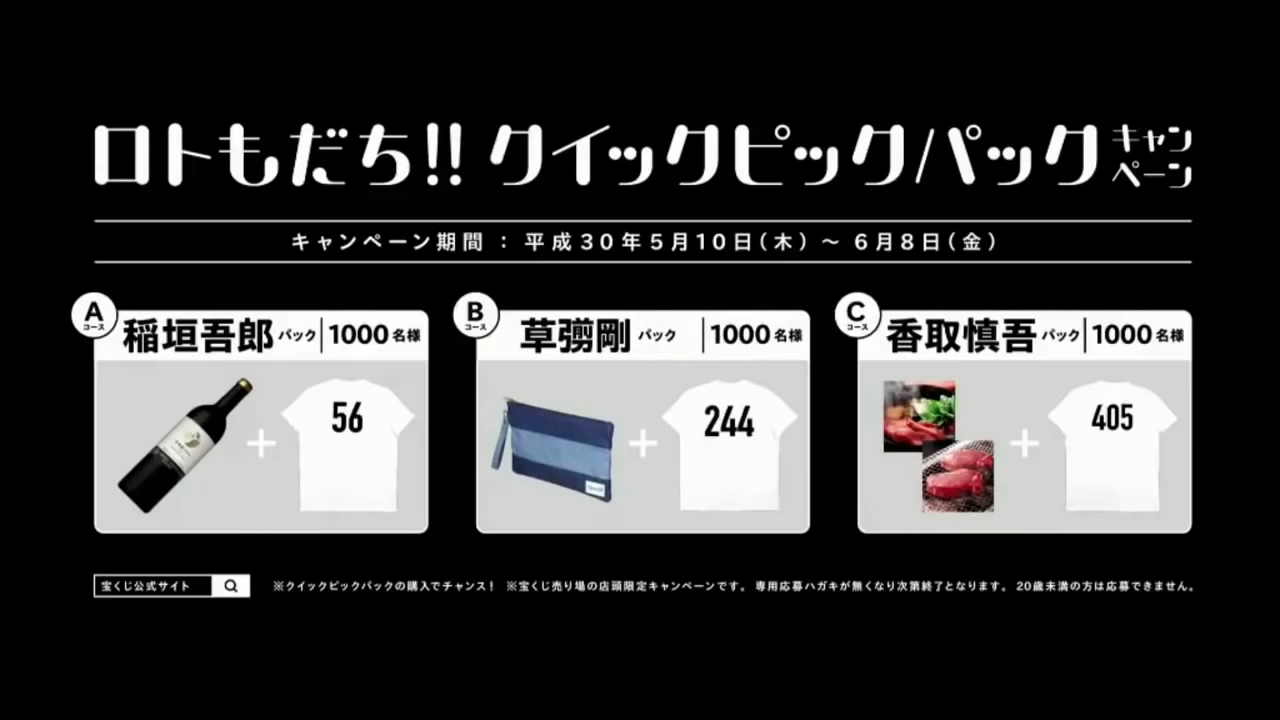 ロトもだち!! クイックピックパックキャンペーン
キャンペーン期間 : 平成30年5月10日(木) ～ 6月8日(金)
Aコース
稲垣吾郎パック 1000名様
56
Bコース
草彅剛パック 1000名様
244
Cコース
香取慎吾パック 1000名様
405
宝くじ公式サイト
※クイックピックパックの購入でチャンス! ※宝くじ売り場の店頭限定キャンペーンです。 専用応募ハガキが無くなり次第終了となります。 20歳未満の方は応募できません。